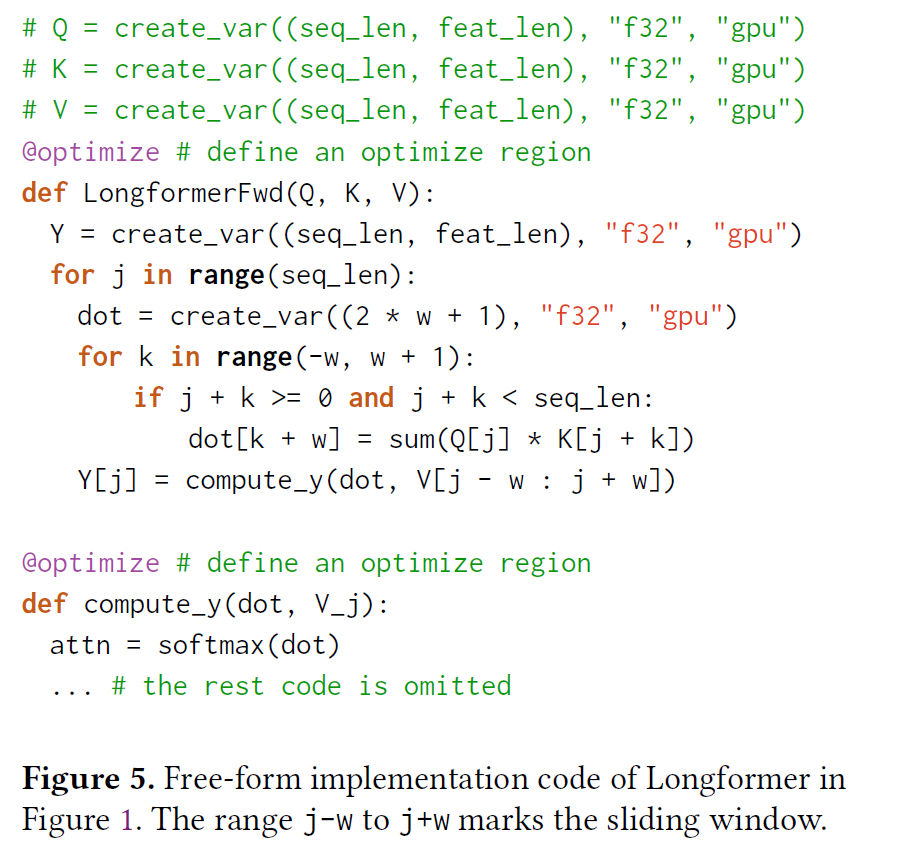 # Q = create_var((seq_len, feat_len), "f32", "gpu")
# K = create_var((seq_len, feat_len), "f32", "gpu")
# V = create_var((seq_len, feat_len), "f32", "gpu")
@optimize # define an optimize region
def LongformerFwd(Q, K, V):
  Y = create_var((seq_len, feat_len), "f32", "gpu")
  for j in range(seq_len):
    dot = create_var((2 * w + 1), "f32", "gpu")
    for k in range(-w, w + 1):
        if j + k >= 0 and j + k < seq_len:
            dot[k + w] = sum(Q[j] * K[j + k])
    Y[j] = compute_y(dot, V[j - w : j + w])

@optimize # define an optimize region
def compute_y(dot, V_j):
  attn = softmax(dot)
  ... # the rest code is omitted

Figure 5. Free-form implementation code of Longformer in
Figure 1. The range j-w to j+w marks the sliding window.